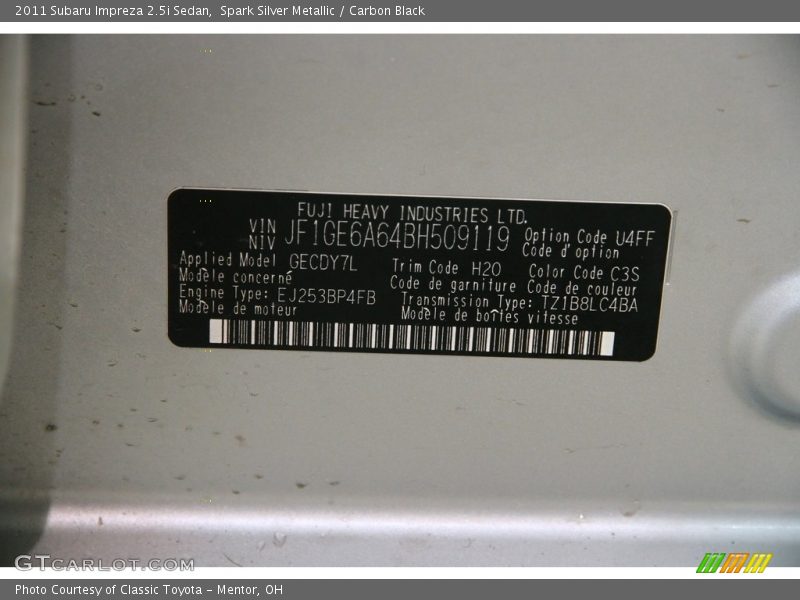 2011 Subaru Impreza 2.5i Sedan,  Spark Silver Metallic / Carbon Black
FUJI HEAVY INDUSTRIES LTD.
VIN
NIV
JF1GE6A64BH509119
Option Code U4FF
Code d'option
Applied Model GECDY7L
Modele concerné
Trim Code H20
Code de garniture
Color Code C3S
Code de couleur
Engine Type: EJ253BP4FB
Modèle de moteur
Transmission Type: TZ1B8LC4BA
Modele de boîtes vitesse
GTCARLOT.COM
Photo Courtesy of Classic Toyota - Mentor, OH